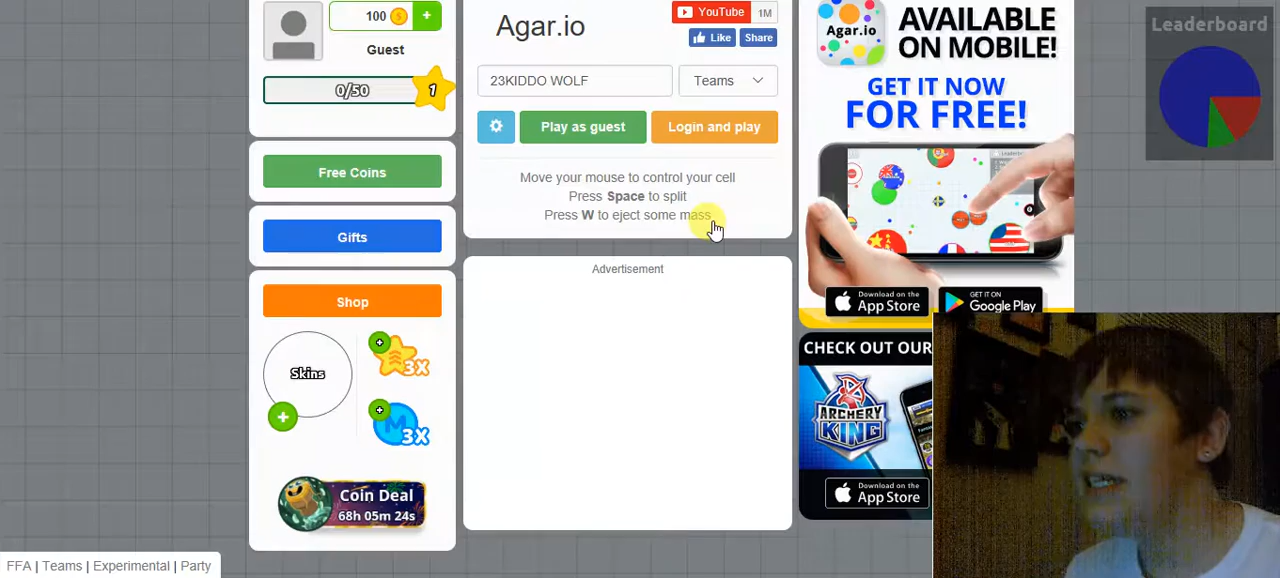 100
+
Guest
0/50
1
Free Coins
Gifts
Shop
Skins
3X
M
3X
Coin Deal
68h 05m 24s
FFA | Teams | Experimental | Party
Agar.io
YouTube 1M
Like Share
23KIDDO WOLF
Teams
Play as guest
Login and play
Move your mouse to control your cell
Press Space to split
Press W to eject some mass
Advertisement
Agar.io
AVAILABLE
ON MOBILE!
GET IT NOW
FOR FREE!
Download on the
App Store
GET IT ON
Google Play
CHECK OUT OUR
ARCHERY
KING
Download on the
App Store
Leaderboard